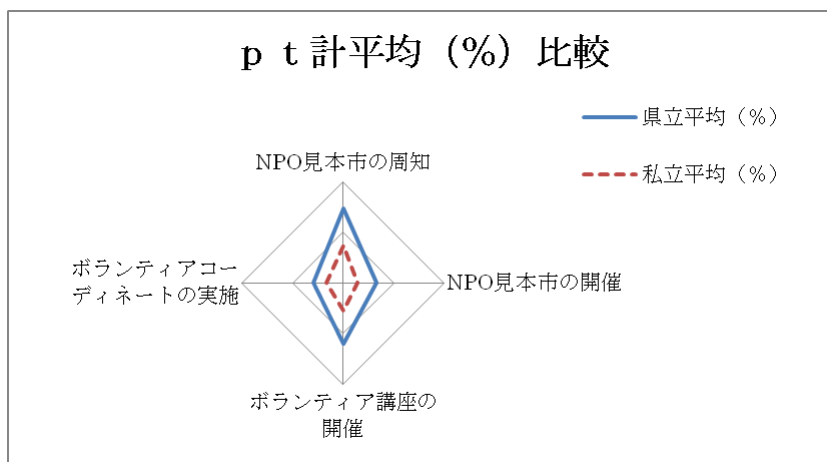 ｐｔ計平均（％）比較
県立平均（％）
私立平均（％）
NPO見本市の周知
NPO見本市の開催
ボランティア講座の
開催
ボランティアコー
ディネートの実施